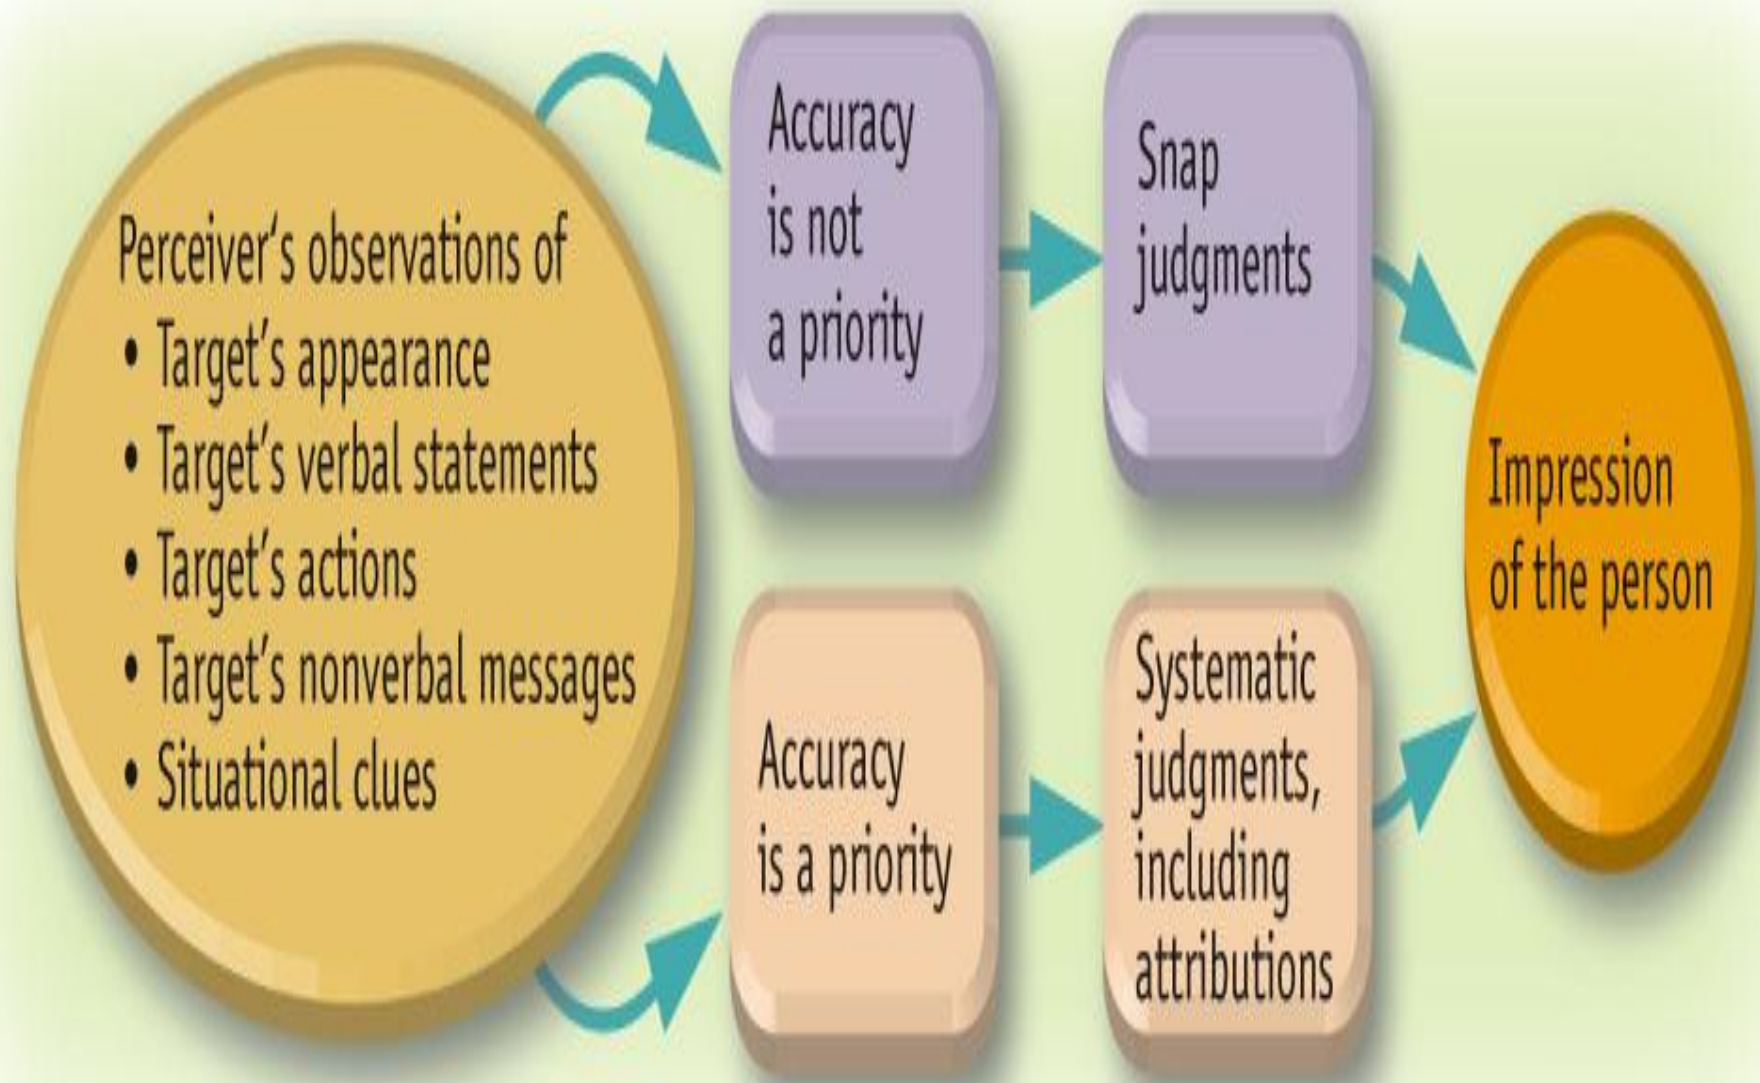 Perceiver‘s observations of
• Target’s appearance
• Target’s verbal statements
• Target’s actions
• Target’s nonverbal messages
• Situational clues
Accuracy
is not
a priority
Snap
judgments
Accuracy
is a priority
Systematic
judgments,
including
attributions
Impression
of the person